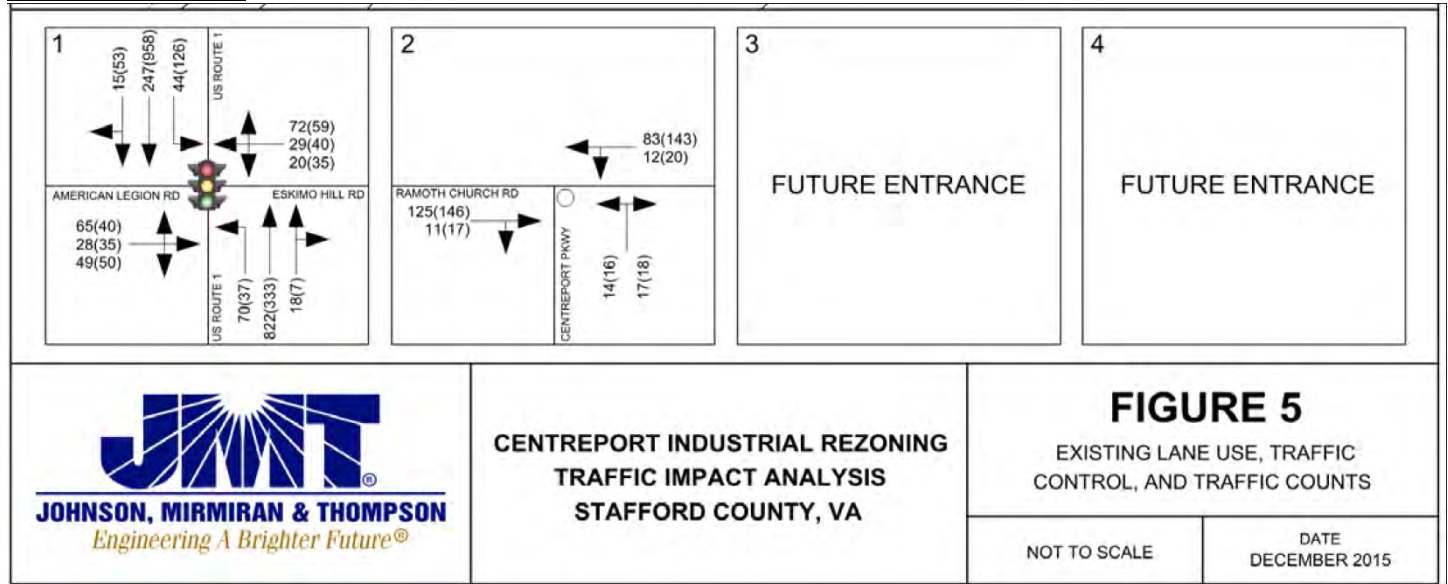 1
15(53)
247(958)
44(126)
US ROUTE 1
72(59)
29(40)
20(35)
AMERICAN LEGION RD
ESKIMO HILL RD
65(40)
28(35)
49(50)
US ROUTE 1
70(37)
822(333)
18(7)
2
83(143)
12(20)
RAMOTH CHURCH RD
125(146)
11(17)
CENTREPORT PKWY
14(16)
17(18)
3
FUTURE ENTRANCE
4
FUTURE ENTRANCE
JMT®
JOHNSON, MIRMIRAN & THOMPSON
Engineering A Brighter Future®
CENTREPORT INDUSTRIAL REZONING
TRAFFIC IMPACT ANALYSIS
STAFFORD COUNTY, VA
FIGURE 5
EXISTING LANE USE, TRAFFIC
CONTROL, AND TRAFFIC COUNTS
NOT TO SCALE
DATE
DECEMBER 2015